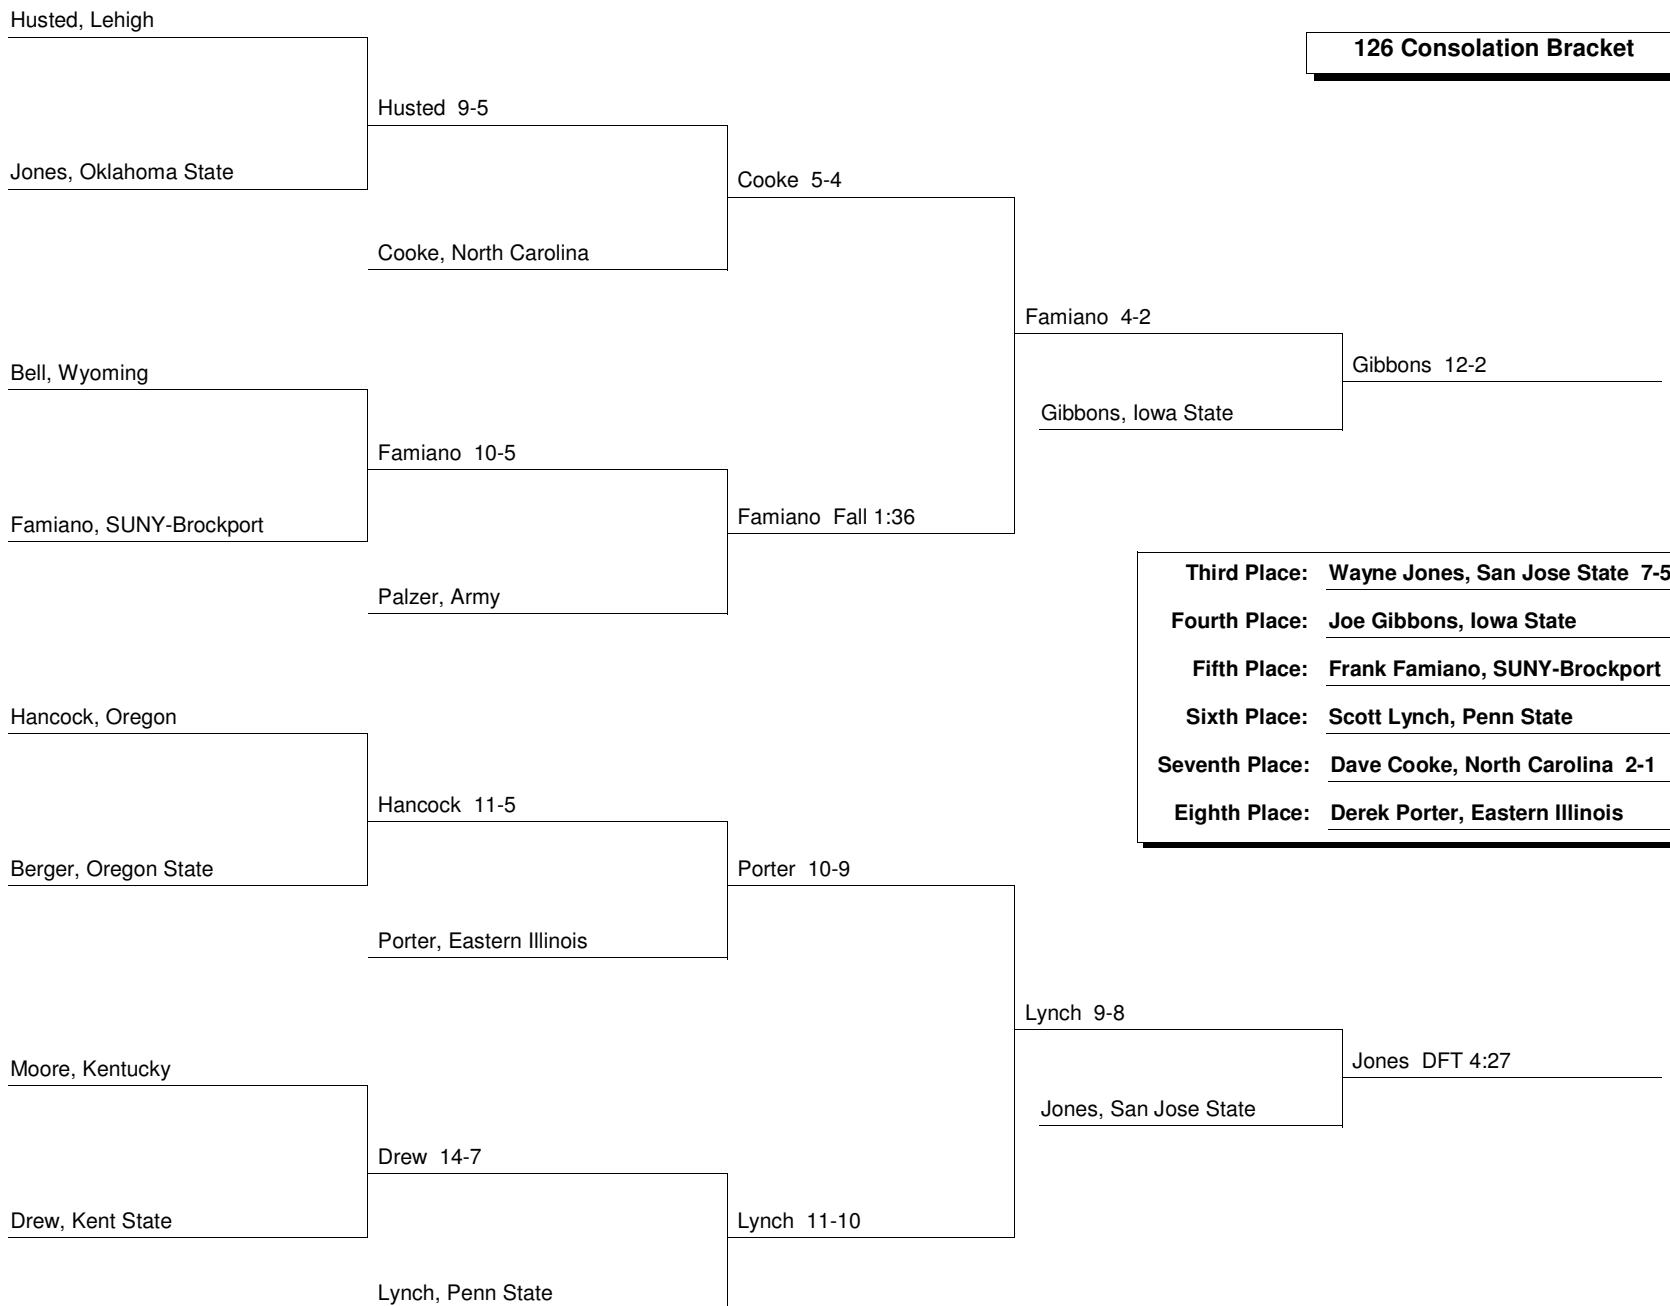 Husted, Lehigh
126 Consolation Bracket
Husted 9-5
Jones, Oklahoma State
Cooke 5-4
Cooke, North Carolina
Famiano 4-2
Bell, Wyoming
Gibbons 12-2
Gibbons, Iowa State
Famiano 10-5
Famiano, SUNY-Brockport
Famiano Fall 1:36
Palzer, Army
Third Place: Wayne Jones, San Jose State 7-5
Fourth Place: Joe Gibbons, Iowa State
Fifth Place: Frank Famiano, SUNY-Brockport
Sixth Place: Scott Lynch, Penn State
Seventh Place: Dave Cooke, North Carolina 2-1
Eighth Place: Derek Porter, Eastern Illinois
Hancock, Oregon
Hancock 11-5
Berger, Oregon State
Porter 10-9
Porter, Eastern Illinois
Lynch 9-8
Moore, Kentucky
Jones DFT 4:27
Jones, San Jose State
Drew 14-7
Drew, Kent State
Lynch 11-10
Lynch, Penn State